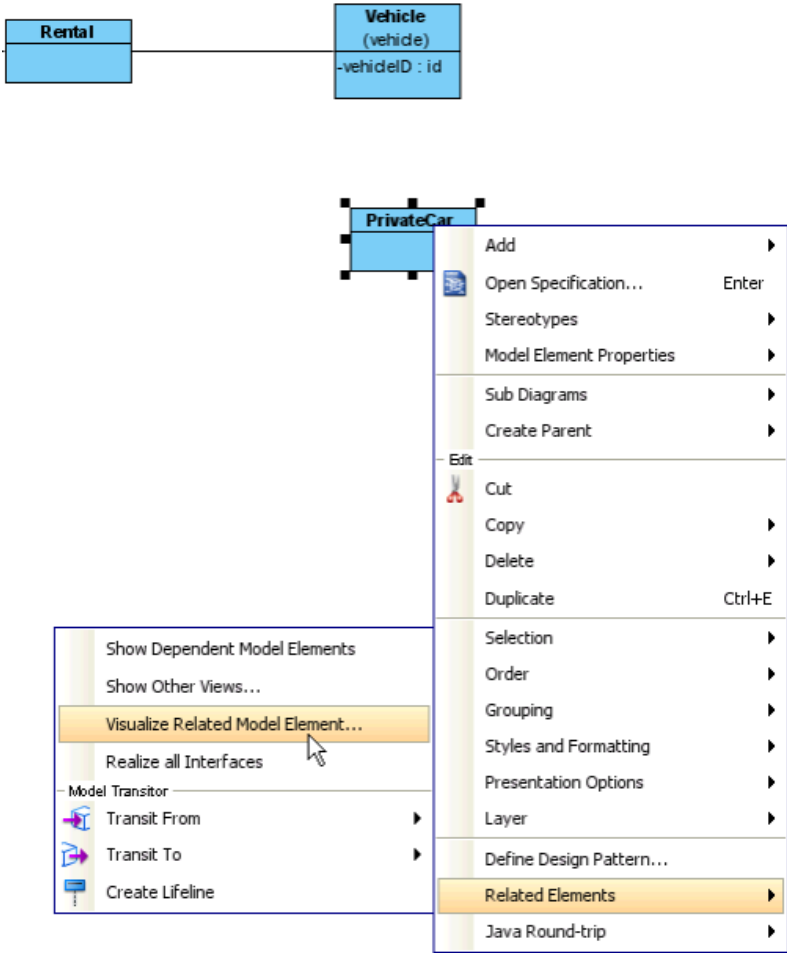 Rental
Vehicle
(vehicle)
-vehicleID : id
PrivateCar
Add
Open Specification... Enter
Stereotypes
Model Element Properties
Sub Diagrams
Create Parent
Edit
Cut
Copy
Delete
Duplicate Ctrl+E
Selection
Order
Grouping
Styles and Formatting
Presentation Options
Layer
Define Design Pattern...
Related Elements
Java Round-trip
Show Dependent Model Elements
Show Other Views...
Visualize Related Model Element...
Realize all Interfaces
Model Transitor
Transit From
Transit To
Create Lifeline